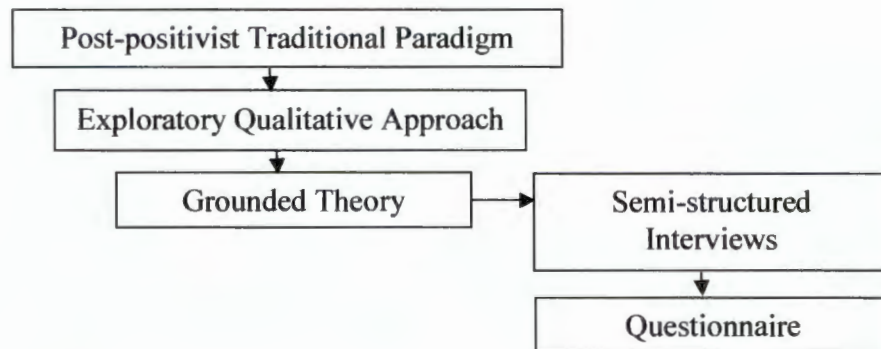 Post-positivist Traditional Paradigm
Exploratory Qualitative Approach
Grounded Theory
Semi-structured
Interviews
Questionnaire